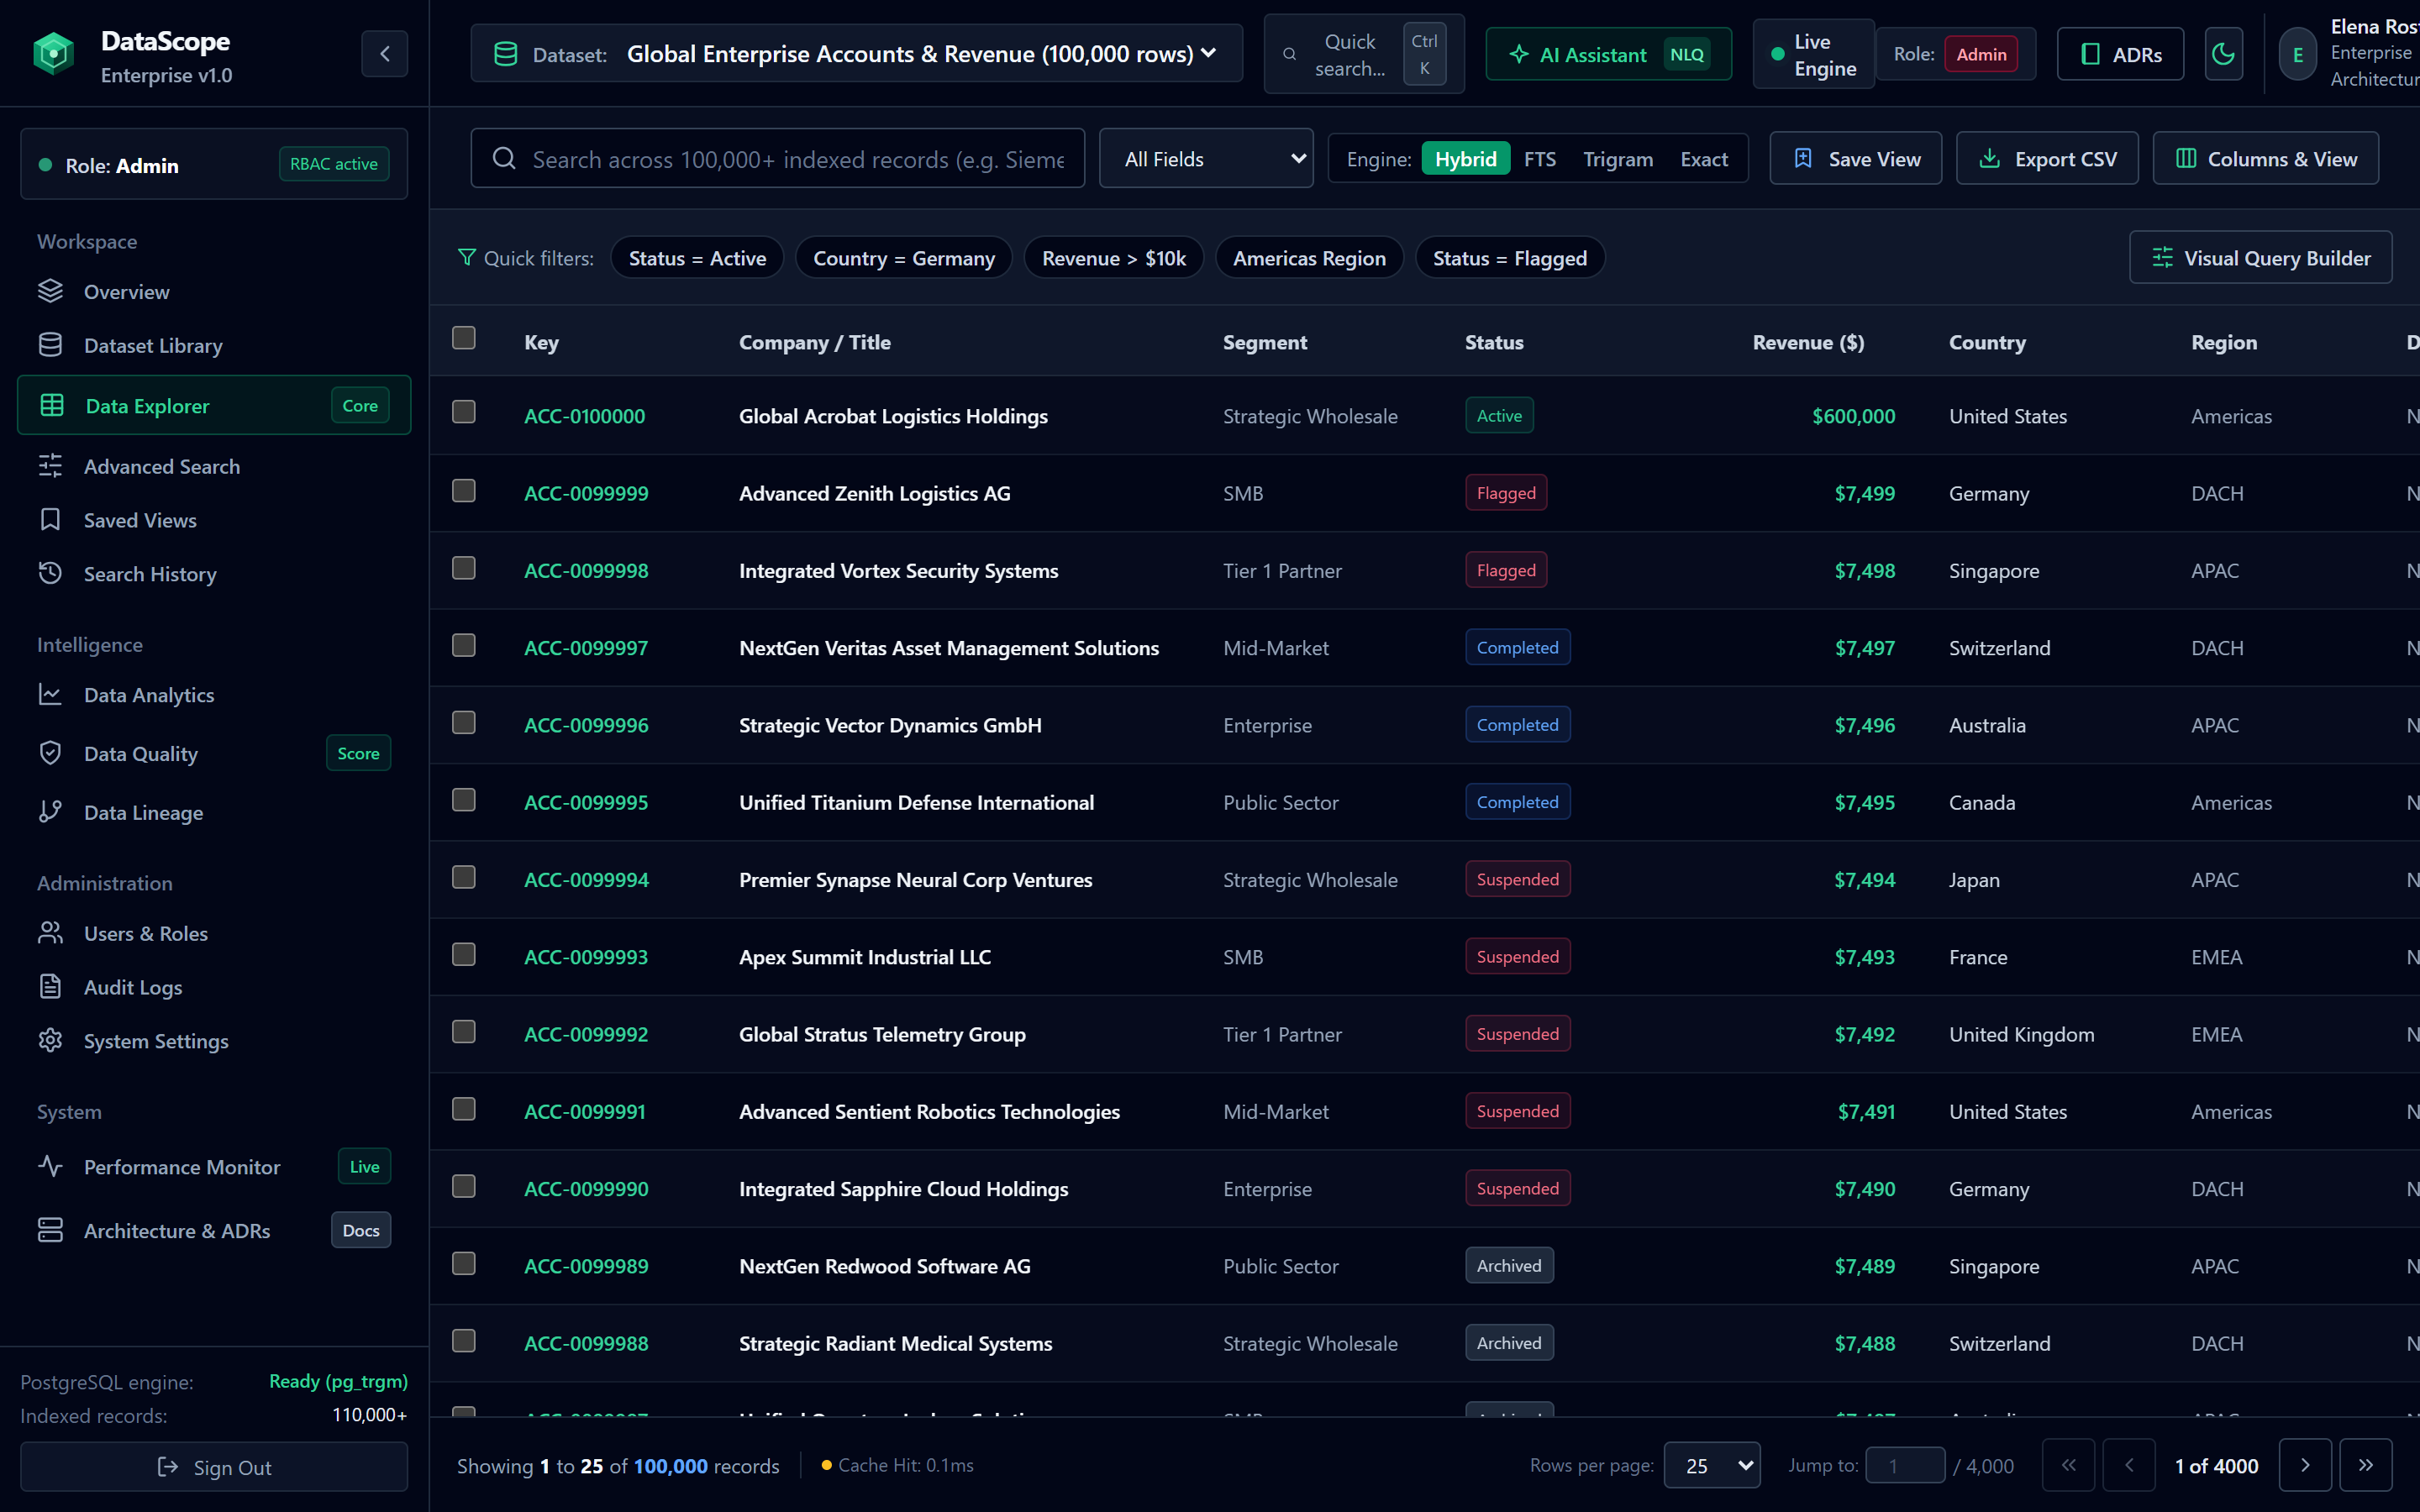 DataScope
Enterprise v1.0
Dataset: Global Enterprise Accounts & Revenue (100,000 rows)
Quick search... Ctrl K
AI Assistant NLQ
Live Engine
Role: Admin
ADRs
E
Elena Ros
Enterprise
Architectur
Role: Admin RBAC active
Workspace
Overview
Dataset Library
Data Explorer Core
Advanced Search
Saved Views
Search History
Intelligence
Data Analytics
Data Quality Score
Data Lineage
Administration
Users & Roles
Audit Logs
System Settings
System
Performance Monitor Live
Architecture & ADRs Docs
PostgreSQL engine: Ready (pg_trgm)
Indexed records: 110,000+
Sign Out
Search across 100,000+ indexed records (e.g. Sieme
All Fields
Engine: Hybrid FTS Trigram Exact
Save View
Export CSV
Columns & View
Quick filters: Status = Active Country = Germany Revenue > $10k Americas Region Status = Flagged
Visual Query Builder
Key Company / Title Segment Status Revenue ($) Country Region D
ACC-0100000 Global Acrobat Logistics Holdings Strategic Wholesale Active $600,000 United States Americas N
ACC-0099999 Advanced Zenith Logistics AG SMB Flagged $7,499 Germany DACH N
ACC-0099998 Integrated Vortex Security Systems Tier 1 Partner Flagged $7,498 Singapore APAC N
ACC-0099997 NextGen Veritas Asset Management Solutions Mid-Market Completed $7,497 Switzerland DACH N
ACC-0099996 Strategic Vector Dynamics GmbH Enterprise Completed $7,496 Australia APAC N
ACC-0099995 Unified Titanium Defense International Public Sector Completed $7,495 Canada Americas N
ACC-0099994 Premier Synapse Neural Corp Ventures Strategic Wholesale Suspended $7,494 Japan APAC N
ACC-0099993 Apex Summit Industrial LLC SMB Suspended $7,493 France EMEA N
ACC-0099992 Global Stratus Telemetry Group Tier 1 Partner Suspended $7,492 United Kingdom EMEA N
ACC-0099991 Advanced Sentient Robotics Technologies Mid-Market Suspended $7,491 United States Americas N
ACC-0099990 Integrated Sapphire Cloud Holdings Enterprise Suspended $7,490 Germany DACH N
ACC-0099989 NextGen Redwood Software AG Public Sector Archived $7,489 Singapore APAC N
ACC-0099988 Strategic Radiant Medical Systems Strategic Wholesale Archived $7,488 Switzerland DACH N
Showing 1 to 25 of 100,000 records
Cache Hit: 0.1ms
Rows per page: 25
Jump to: 1 / 4,000
1 of 4000